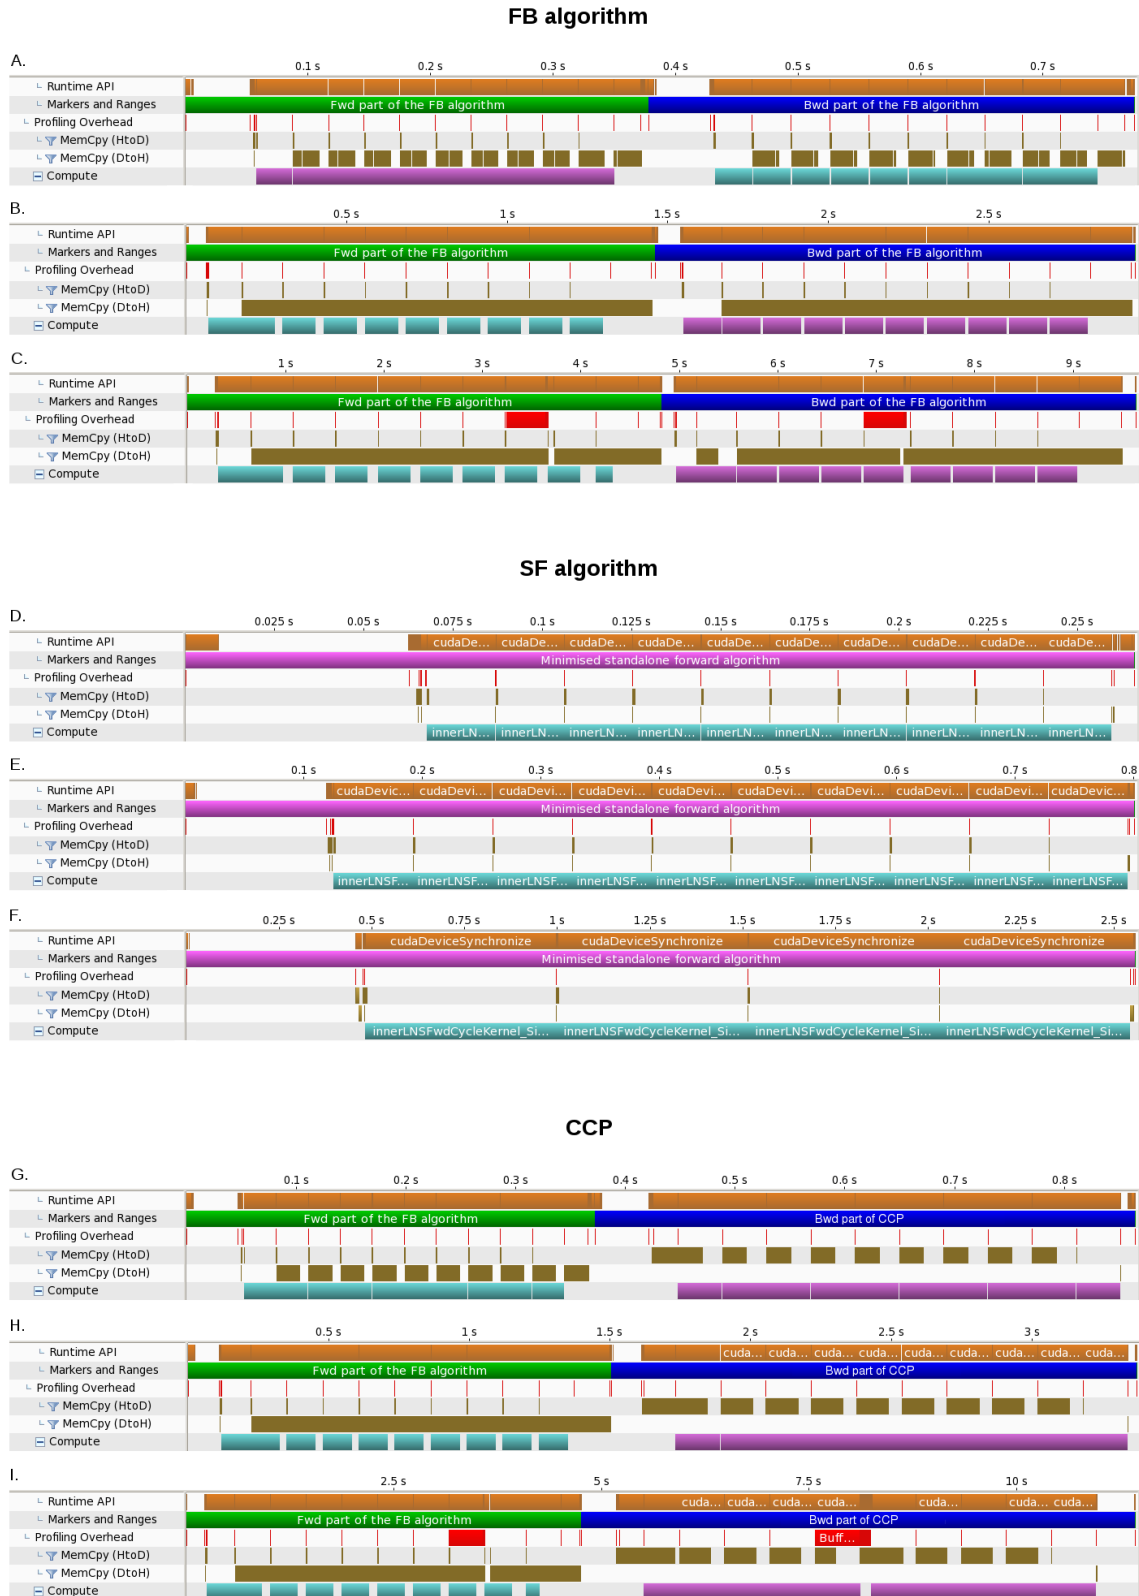 FB algorithm
A.
0.1 s 0.2 s 0.3 s 0.4 s 0.5 s 0.6 s 0.7 s
Runtime API
Markers and Ranges Fwd part of the FB algorithm Bwd part of the FB algorithm
Profiling Overhead
MemCpy (HtoD)
MemCpy (DtoH)
Compute
B.
0.5 s 1 s 1.5 s 2 s 2.5 s
Runtime API
Markers and Ranges Fwd part of the FB algorithm Bwd part of the FB algorithm
Profiling Overhead
MemCpy (HtoD)
MemCpy (DtoH)
Compute
C.
1 s 2 s 3 s 4 s 5 s 6 s 7 s 8 s 9 s
Runtime API
Markers and Ranges Fwd part of the FB algorithm Bwd part of the FB algorithm
Profiling Overhead
MemCpy (HtoD)
MemCpy (DtoH)
Compute
SF algorithm
D.
0.025 s 0.05 s 0.075 s 0.1 s 0.125 s 0.15 s 0.175 s 0.2 s 0.225 s 0.25 s
Runtime API cudaDe... cudaDe... cudaDe... cudaDe... cudaDe... cudaDe... cudaDe... cudaDe... cudaDe... cudaDe...
Markers and Ranges Minimised standalone forward algorithm
Profiling Overhead
MemCpy (HtoD)
MemCpy (DtoH)
Compute innerLN... innerLN... innerLN... innerLN... innerLN... innerLN... innerLN... innerLN... innerLN... innerLN...
E.
0.1 s 0.2 s 0.3 s 0.4 s 0.5 s 0.6 s 0.7 s 0.8
Runtime API cudaDevic... cudaDevi... cudaDevi... cudaDevi... cudaDevi... cudaDevi... cudaDevi... cudaDevi... cudaDevi... cudaDevic...
Markers and Ranges Minimised standalone forward algorithm
Profiling Overhead
MemCpy (HtoD)
MemCpy (DtoH)
Compute innerLNSF... innerLNSF... innerLNSF... innerLNSF... innerLNSF... innerLNSF... innerLNSF... innerLNSF... innerLNSF... innerLNSF...
F.
0.25 s 0.5 s 0.75 s 1 s 1.25 s 1.5 s 1.75 s 2 s 2.25 s 2.5 s
Runtime API cudaDeviceSynchronize cudaDeviceSynchronize cudaDeviceSynchronize cudaDeviceSynchronize
Markers and Ranges Minimised standalone forward algorithm
Profiling Overhead
MemCpy (HtoD)
MemCpy (DtoH)
Compute innerLNSFwdCycleKernel_Si... innerLNSFwdCycleKernel_Si... innerLNSFwdCycleKernel_Si... innerLNSFwdCycleKernel_Si...
CCP
G.
0.1 s 0.2 s 0.3 s 0.4 s 0.5 s 0.6 s 0.7 s 0.8 s
Runtime API
Markers and Ranges Fwd part of the FB algorithm Bwd part of CCP
Profiling Overhead
MemCpy (HtoD)
MemCpy (DtoH)
Compute
H.
0.5 s 1 s 1.5 s 2 s 2.5 s 3 s
Runtime API cuda... cuda... cuda... cuda... cuda... cuda... cuda... cuda... cuda...
Markers and Ranges Fwd part of the FB algorithm Bwd part of CCP
Profiling Overhead
MemCpy (HtoD)
MemCpy (DtoH)
Compute
I.
2.5 s 5 s 7.5 s 10 s
Runtime API cuda... cuda... cuda... cuda... cuda... cuda... cuda...
Markers and Ranges Fwd part of the FB algorithm Bwd part of CCP
Profiling Overhead Buff...
MemCpy (HtoD)
MemCpy (DtoH)
Compute